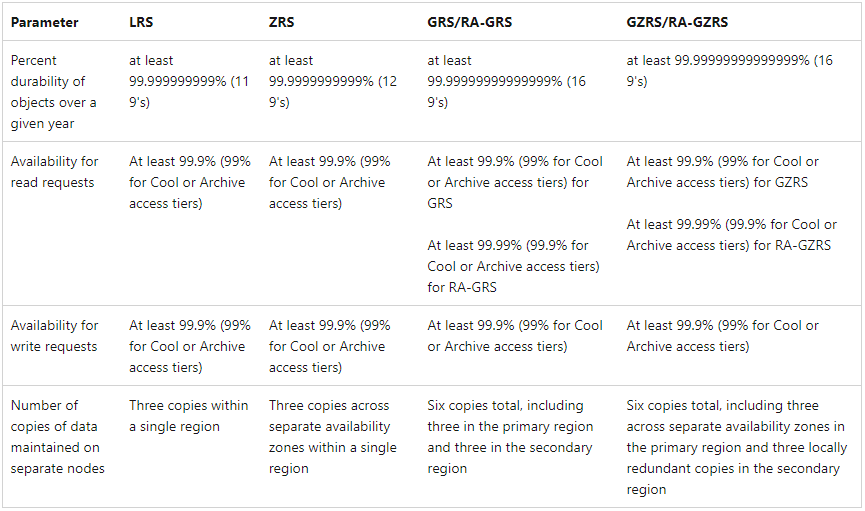 Parameter LRS ZRS GRS/RA-GRS GZRS/RA-GZRS
Percent
durability of
objects over a
given year
at least
99.999999999% (11
9's)
at least
99.9999999999% (12
9's)
at least
99.99999999999999% (16
9's)
at least 99.99999999999999% (16
9's)
Availability for
read requests
At least 99.9% (99%
for Cool or Archive
access tiers)
At least 99.9% (99%
for Cool or Archive
access tiers)
At least 99.9% (99% for Cool
or Archive access tiers) for
GRS
At least 99.99% (99.9% for
Cool or Archive access tiers)
for RA-GRS
At least 99.9% (99% for Cool or
Archive access tiers) for GZRS
At least 99.99% (99.9% for Cool or
Archive access tiers) for RA-GZRS
Availability for
write requests
At least 99.9% (99%
for Cool or Archive
access tiers)
At least 99.9% (99%
for Cool or Archive
access tiers)
At least 99.9% (99% for Cool
or Archive access tiers)
At least 99.9% (99% for Cool or
Archive access tiers)
Number of
copies of data
maintained on
separate nodes
Three copies within
a single region
Three copies across
separate availability
zones within a single
region
Six copies total, including
three in the primary region
and three in the secondary
region
Six copies total, including three
across separate availability zones in
the primary region and three locally
redundant copies in the secondary
region